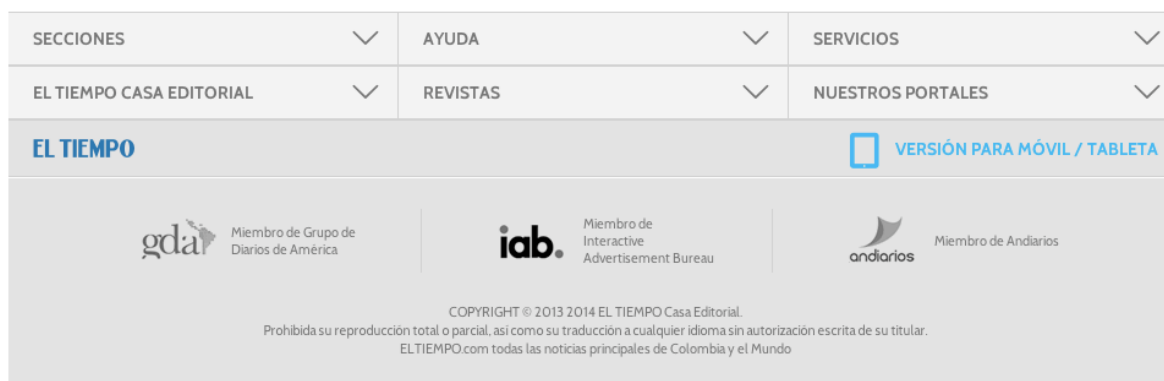 SECCIONES
AYUDA
SERVICIOS
EL TIEMPO CASA EDITORIAL
REVISTAS
NUESTROS PORTALES
EL TIEMPO
VERSIÓN PARA MÓVIL / TABLETA
gda
Miembro de Grupo de
Diarios de América
iab.
Miembro de
Interactive
Advertisement Bureau
andiarios
Miembro de Andiarios
COPYRIGHT © 2013 2014 EL TIEMPO Casa Editorial.
Prohibida su reproducción total o parcial, así como su traducción a cualquier idioma sin autorización escrita de su titular.
ELTIEMPO.com todas las noticias principales de Colombia y el Mundo